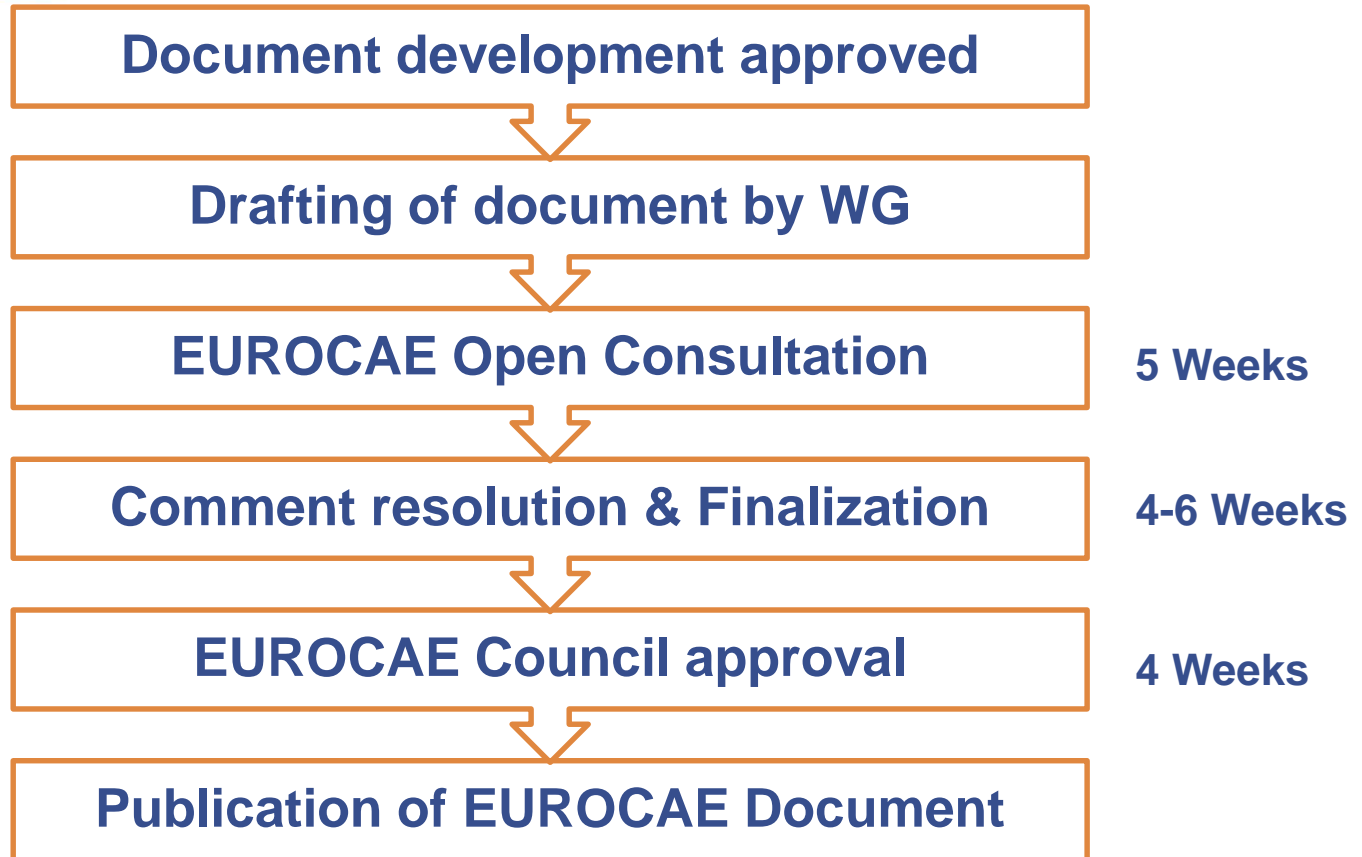 Document development approved
Drafting of document by WG
EUROCAE Open Consultation
5 Weeks
Comment resolution & Finalization
4-6 Weeks
EUROCAE Council approval
4 Weeks
Publication of EUROCAE Document